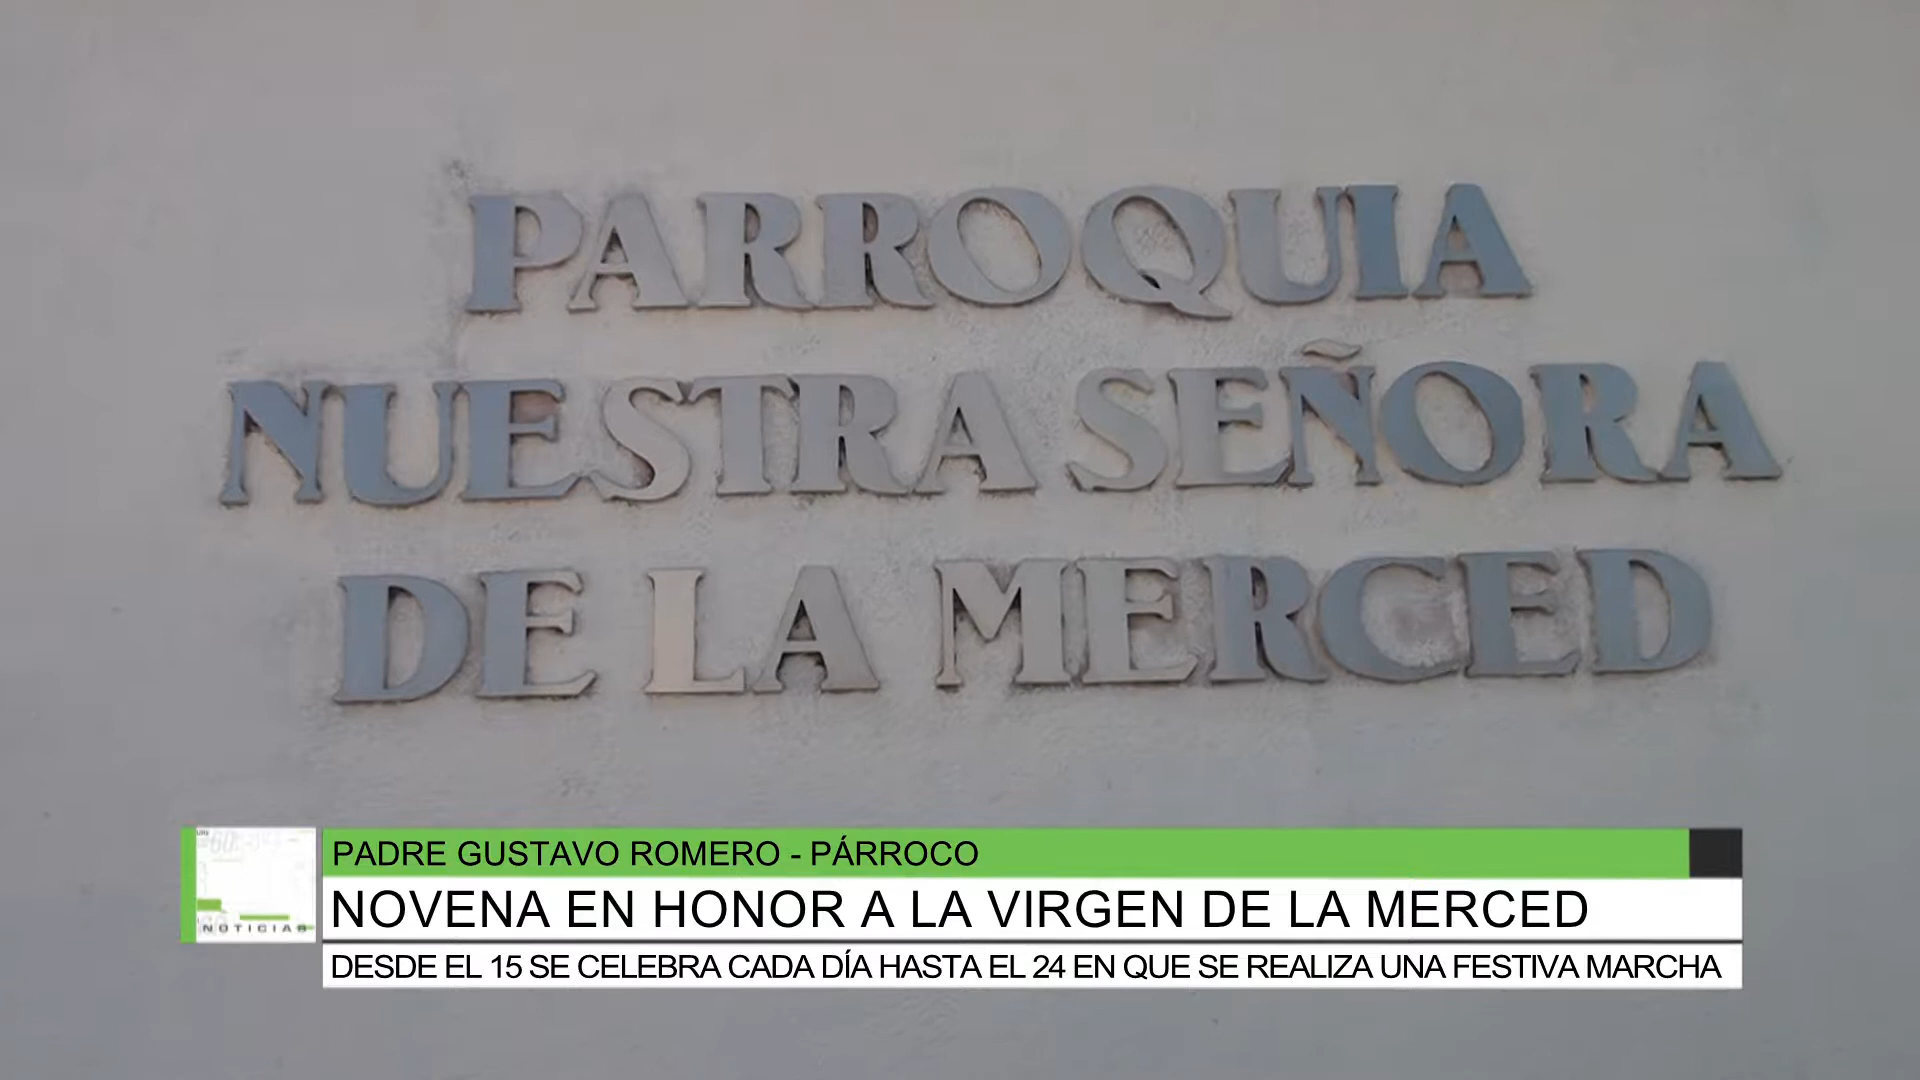 PARROQUIA
NUESTRA SEÑORA
DE LA MERCED
PADRE GUSTAVO ROMERO - PÁRROCO
NOVENA EN HONOR A LA VIRGEN DE LA MERCED
NOTICIAS
DESDE EL 15 SE CELEBRA CADA DÍA HASTA EL 24 EN QUE SE REALIZA UNA FESTIVA MARCHA